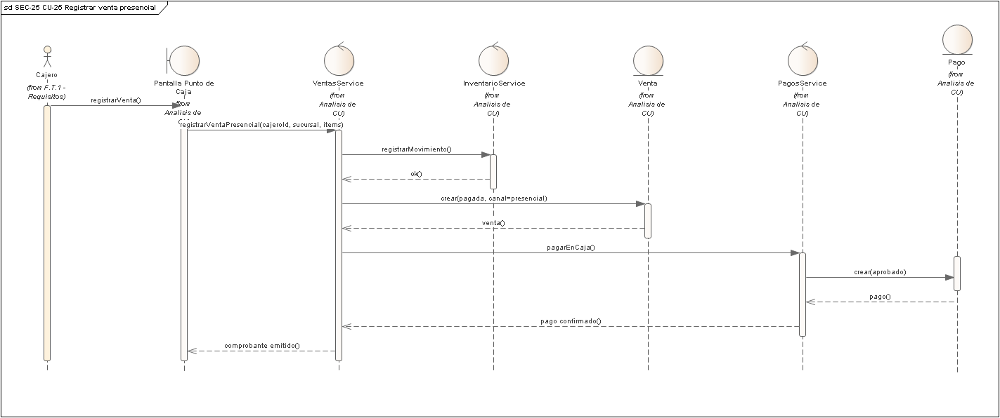 sd SEC-25 CU-25 Registrar venta presencial
Cajero
(from F.T.1 -
Requisitos)
Pantalla Punto de
Caja
(from
Analisis de
VentasService
(from
Analisis de
CU)
InventarioService
(from
Analisis de
CU)
Venta
(from
Analisis de
CU)
PagosService
(from
Analisis de
CU)
Pago
(from
Analisis de
CU)
registrarVenta()
registrarVentaPresencial(cajeroId, sucursal, items)
registrarMovimiento()
ok()
crear(pagada, canal=presencial)
venta()
pagarEnCaja()
crear(aprobado)
pago()
pago confirmado()
comprobante emitido()